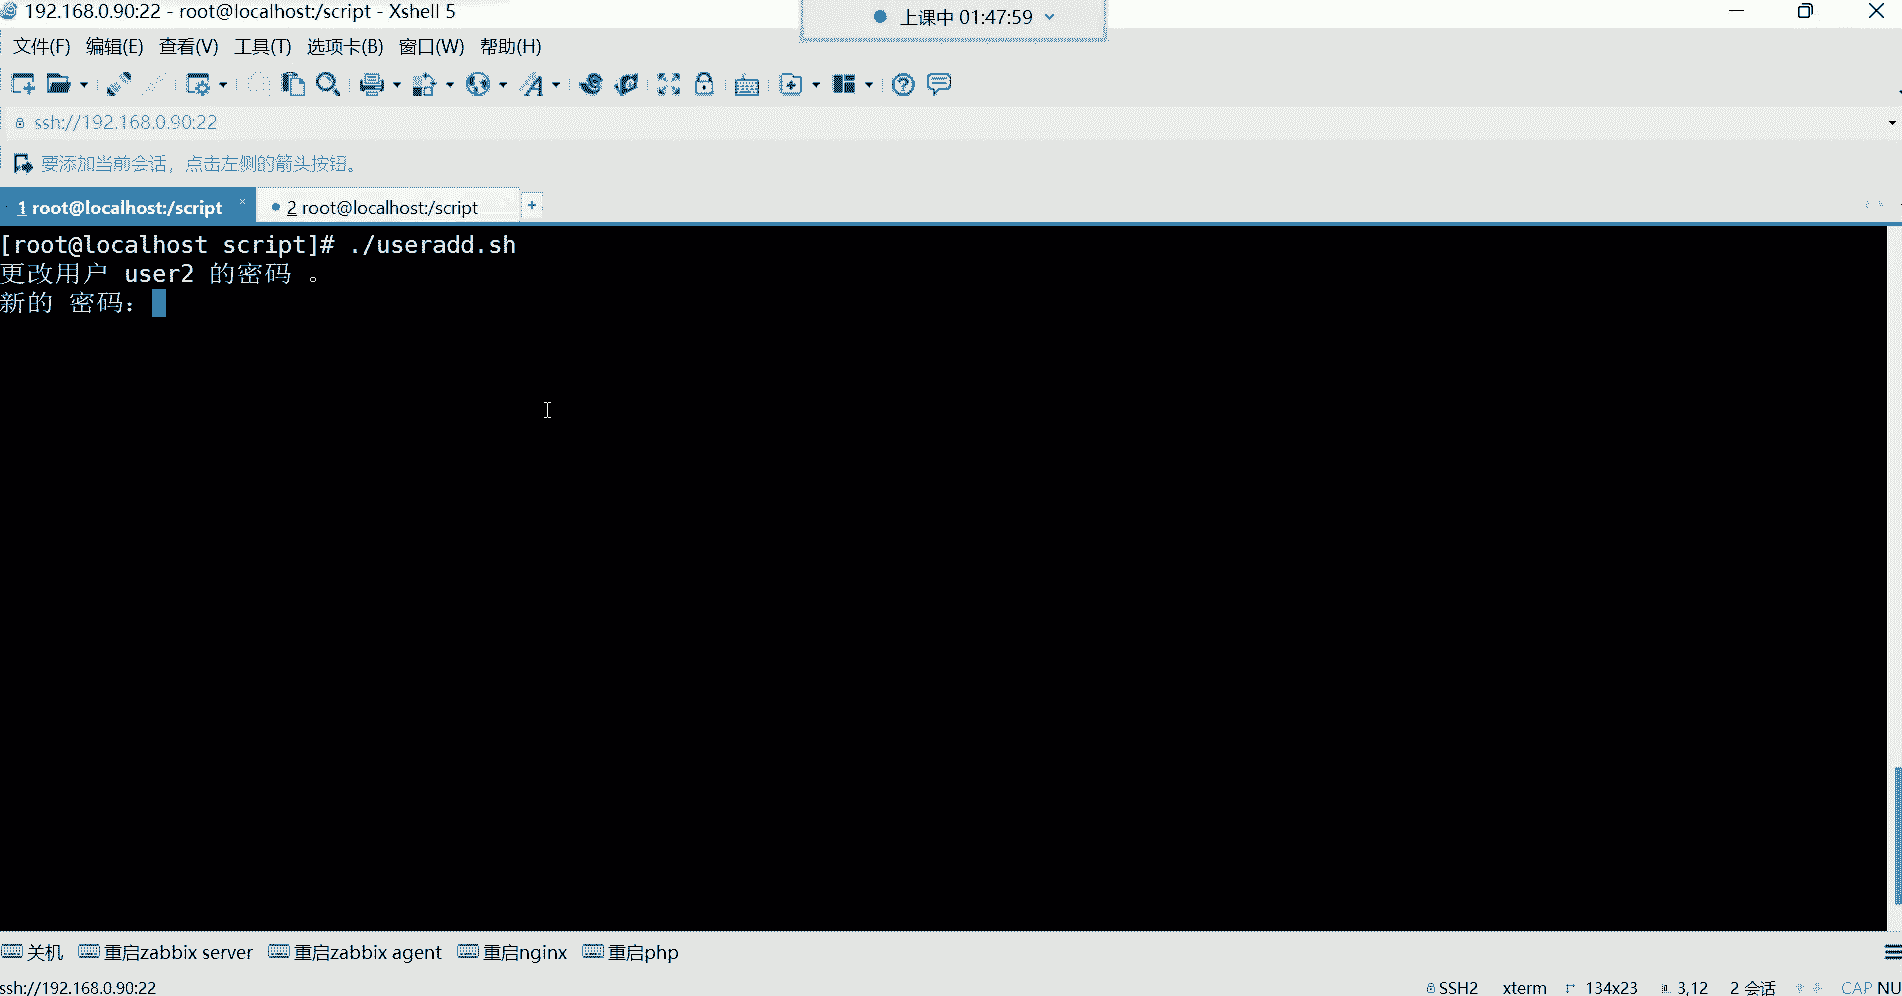 192.168.0.90:22 - root@localhost:/script - Xshell 5
上课中 01:47:59
文件(F) 编辑(E) 查看(V) 工具(T) 选项卡(B) 窗口(W) 帮助(H)
ssh://192.168.0.90:22
要添加当前会话，点击左侧的箭头按钮。
1 root@localhost:/script × 2 root@localhost:/script +
[root@localhost script]# ./useradd.sh
更改用户 user2 的密码 。
新的 密码：
关机 重启zabbix server 重启zabbix agent 重启nginx 重启php
ssh://192.168.0.90:22 SSH2 xterm 134x23 3,12 2 会话 CAP NU